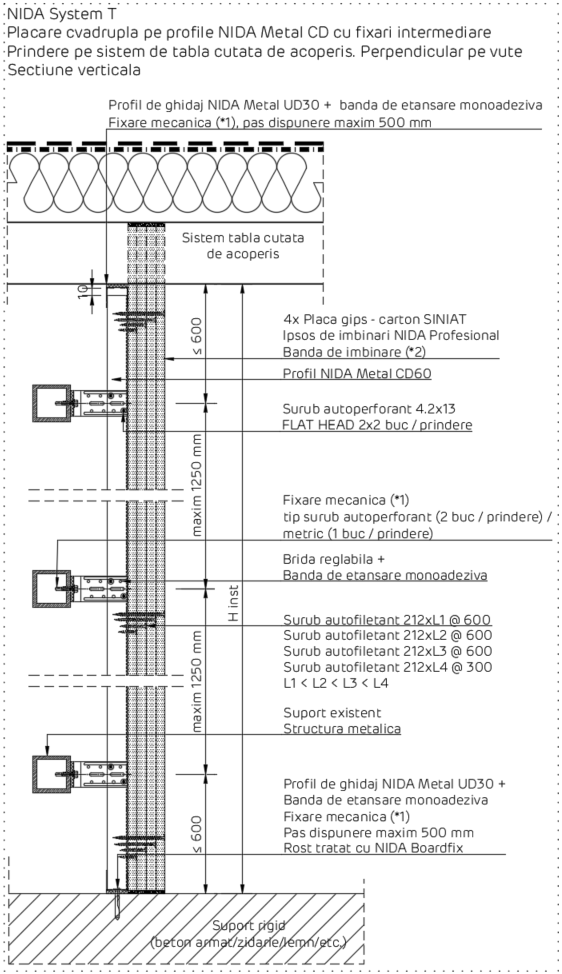 NIDA System T
Placare cvadrupla pe profile NIDA Metal CD cu fixari intermediare
Prindere pe sistem de tabla cutata de acoperis. Perpendicular pe vute
Sectiune verticala
Profil de ghidaj NIDA Metal UD30 + banda de etansare monoadeziva
Fixare mecanica (*1), pas dispunere maxim 500 mm
Sistem tabla cutata
de acoperis
10
≤ 600
4x Placa gips - carton SINIAT
Ipsos de imbinari NIDA Profesional
Banda de imbinare (*2)
Profil NIDA Metal CD60
Surub autoperforant 4.2x13
FLAT HEAD 2x2 buc / prindere
maxim 1250 mm
Fixare mecanica (*1)
tip surub autoperforant (2 buc / prindere) /
metric (1 buc / prindere)
Brida reglabila +
Banda de etansare monoadeziva
H inst
Surub autofiletant 212xL1 @ 600
Surub autofiletant 212xL2 @ 600
Surub autofiletant 212xL3 @ 600
Surub autofiletant 212xL4 @ 300
L1 < L2 < L3 < L4
maxim 1250 mm
Suport existent
Structura metalica
Profil de ghidaj NIDA Metal UD30 +
Banda de etansare monoadeziva
Fixare mecanica (*1)
Pas dispunere maxim 500 mm
Rost tratat cu NIDA Boardfix
≤ 600
Suport rigid
(beton armat/zidarie/lemn/etc.)